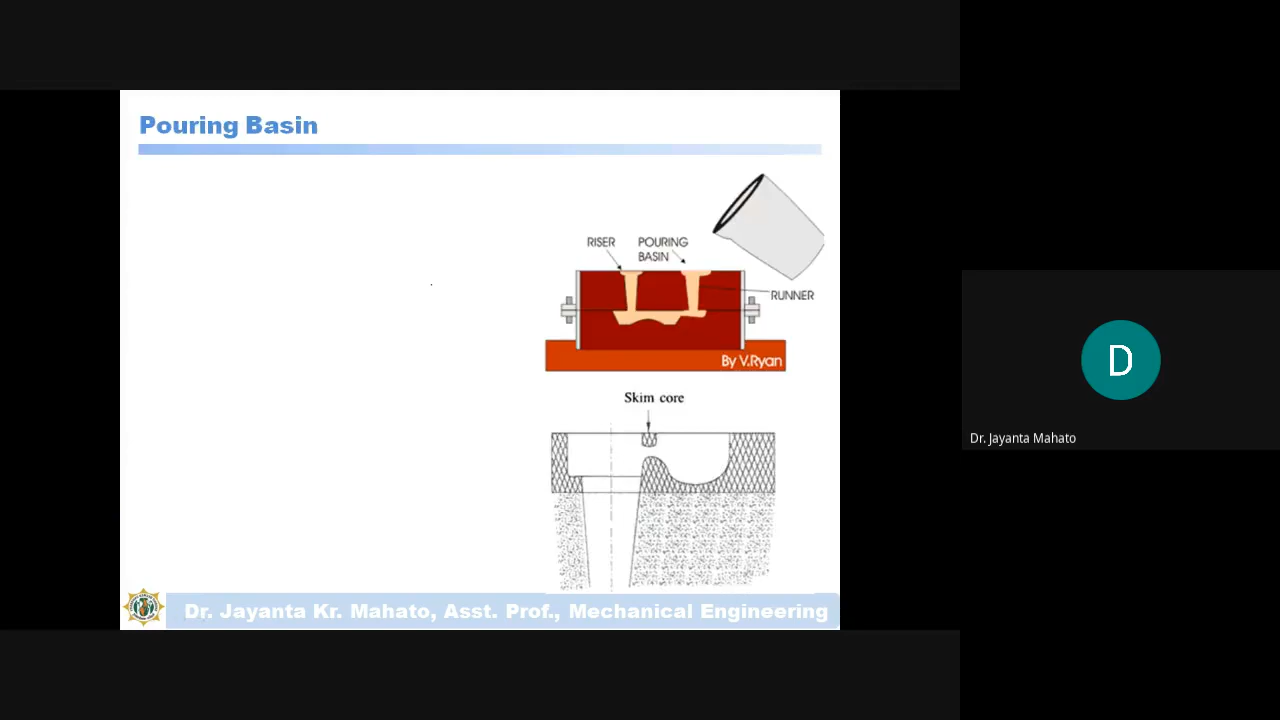 Pouring Basin
RISER
POURING
BASIN
RUNNER
By V.Ryan
Skim core
Dr. Jayanta Kr. Mahato, Asst. Prof., Mechanical Engineering
D
Dr. Jayanta Mahato